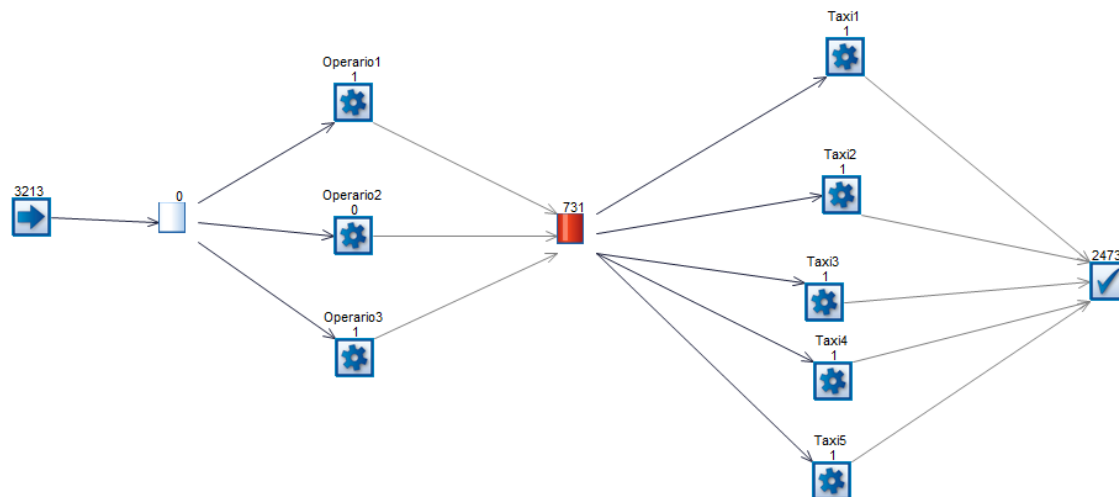 3213
0
Operario1
1
Operario2
0
Operario3
1
731
Taxi1
1
Taxi2
1
Taxi3
1
Taxi4
1
Taxi5
1
2473